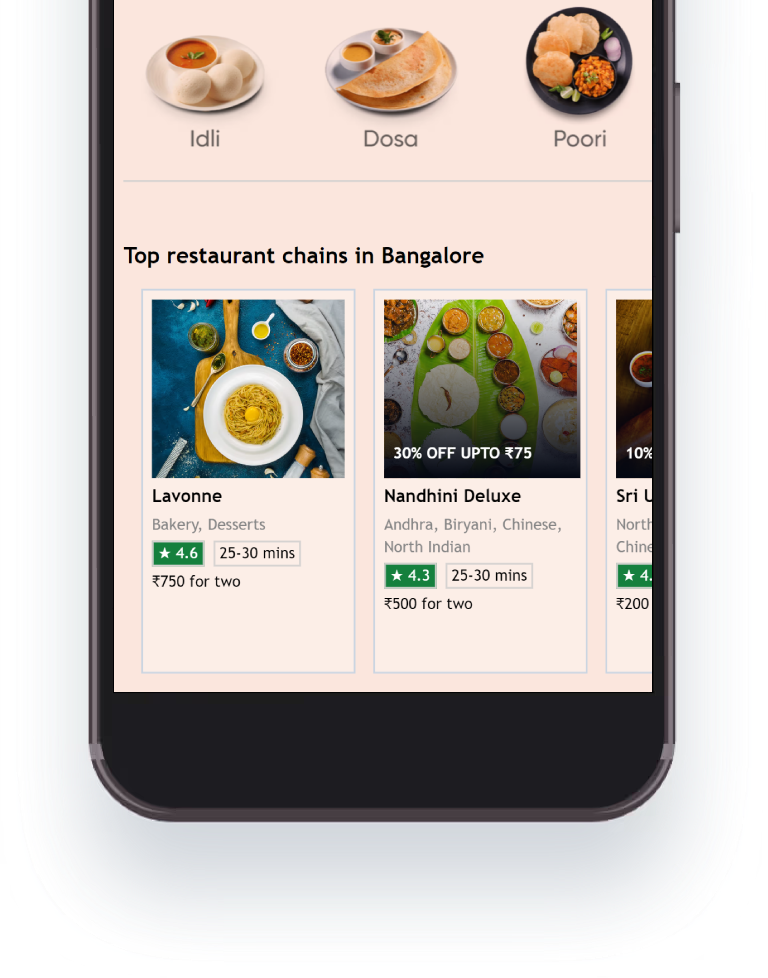 Idli Dosa Poori
Top restaurant chains in Bangalore
30% OFF UPTO ₹75
10%
Lavonne
Bakery, Desserts
★ 4.6 25-30 mins
₹750 for two
Nandhini Deluxe
Andhra, Biryani, Chinese,
North Indian
★ 4.3 25-30 mins
₹500 for two
Sri
North
★ 4.
₹200